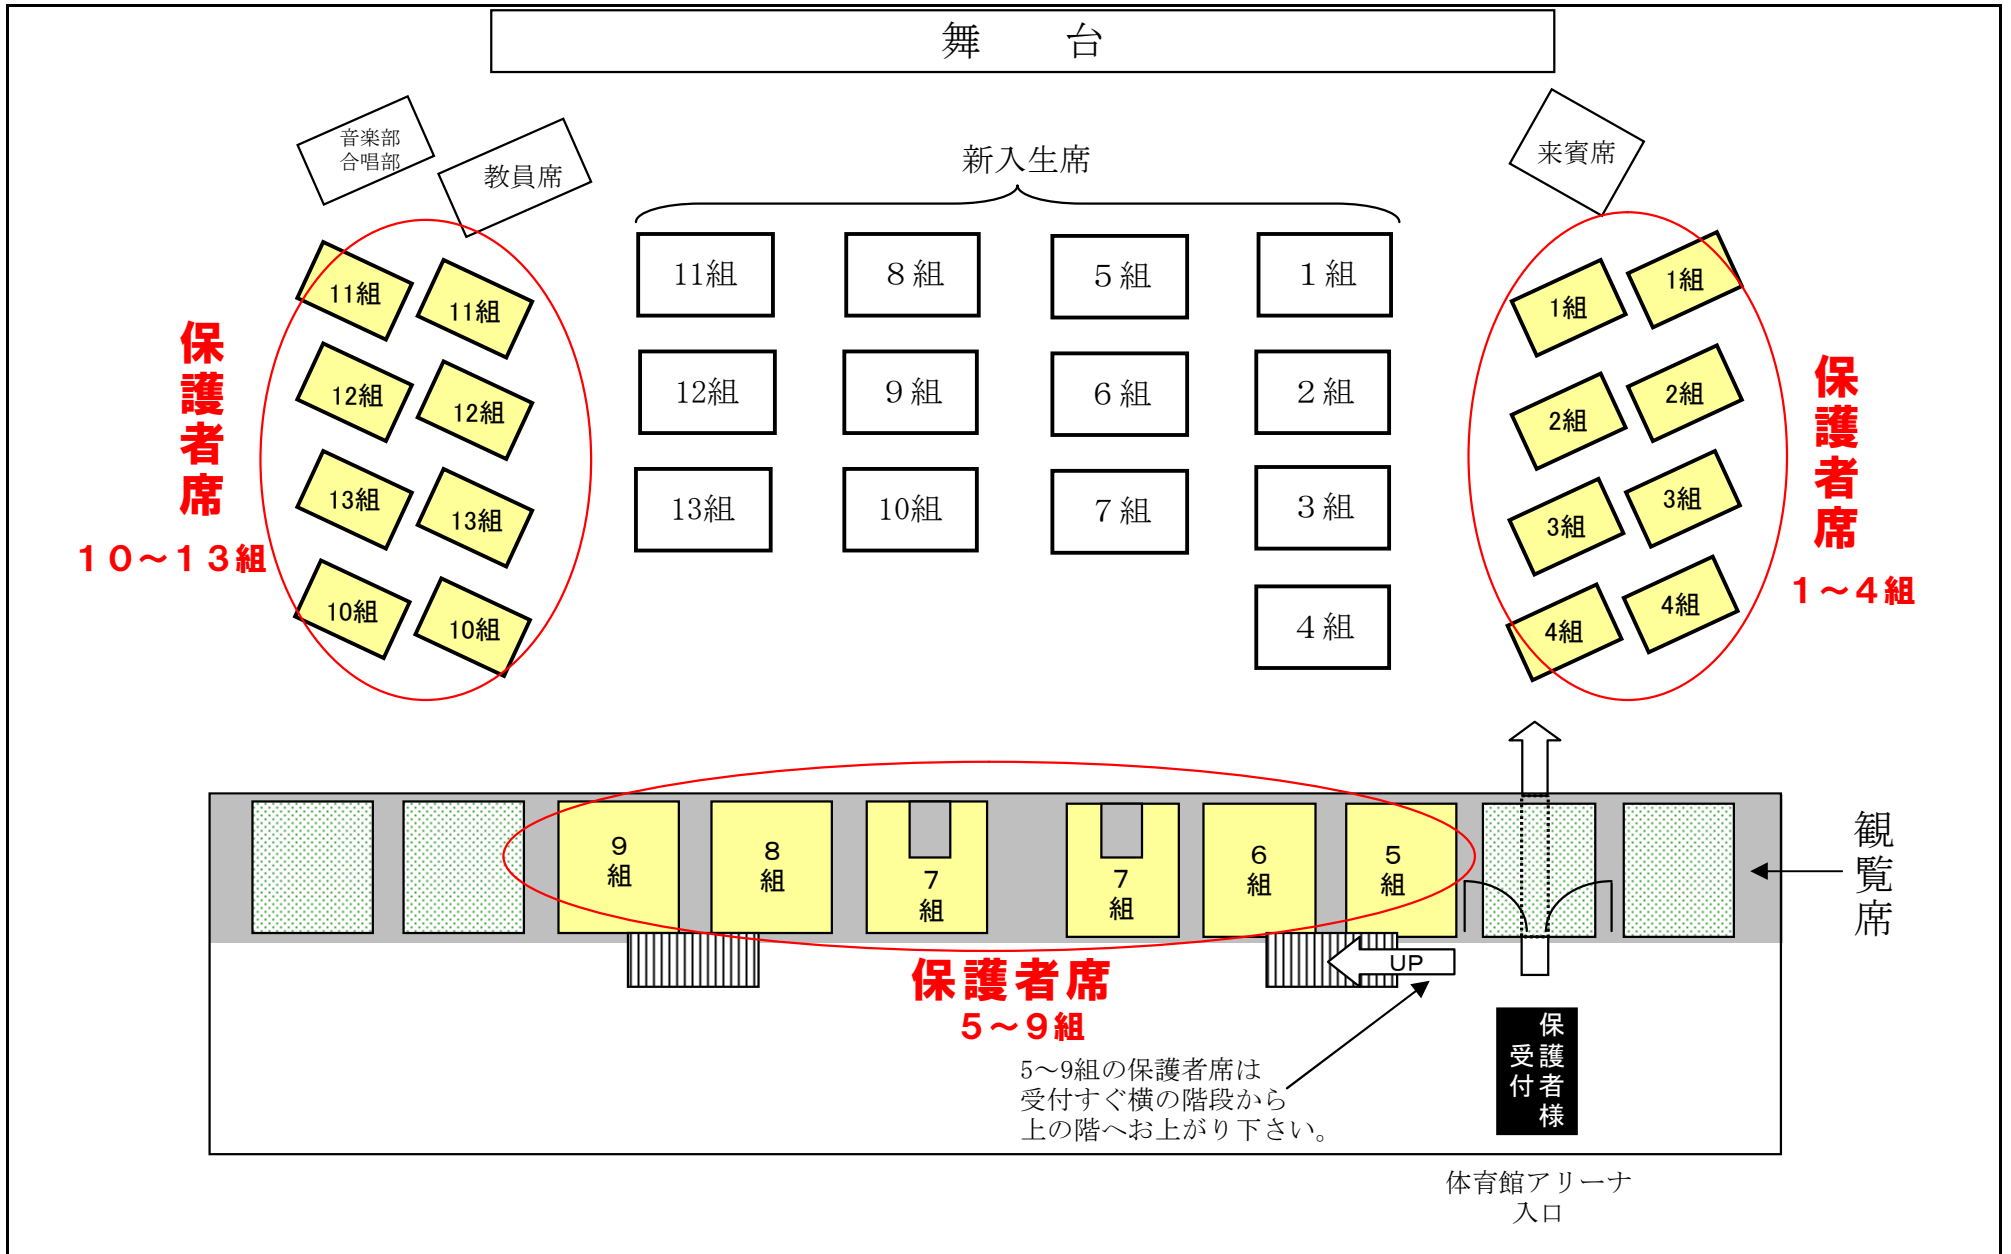 舞　台
音楽部
合唱部
教員席
新入生席
来賓席
11組
８組
５組
１組
12組
９組
６組
２組
13組
10組
７組
３組
４組
保護者席
１０～１３組
11組
11組
12組
12組
13組
13組
10組
10組
1組
1組
2組
2組
3組
3組
4組
4組
保護者席
１～４組
9組
8組
7組
7組
6組
5組
観覧席
UP
保護者席
５～９組
5～9組の保護者席は
受付すぐ横の階段から
上の階へお上がり下さい。
保護者様
受付
体育館アリーナ
入口